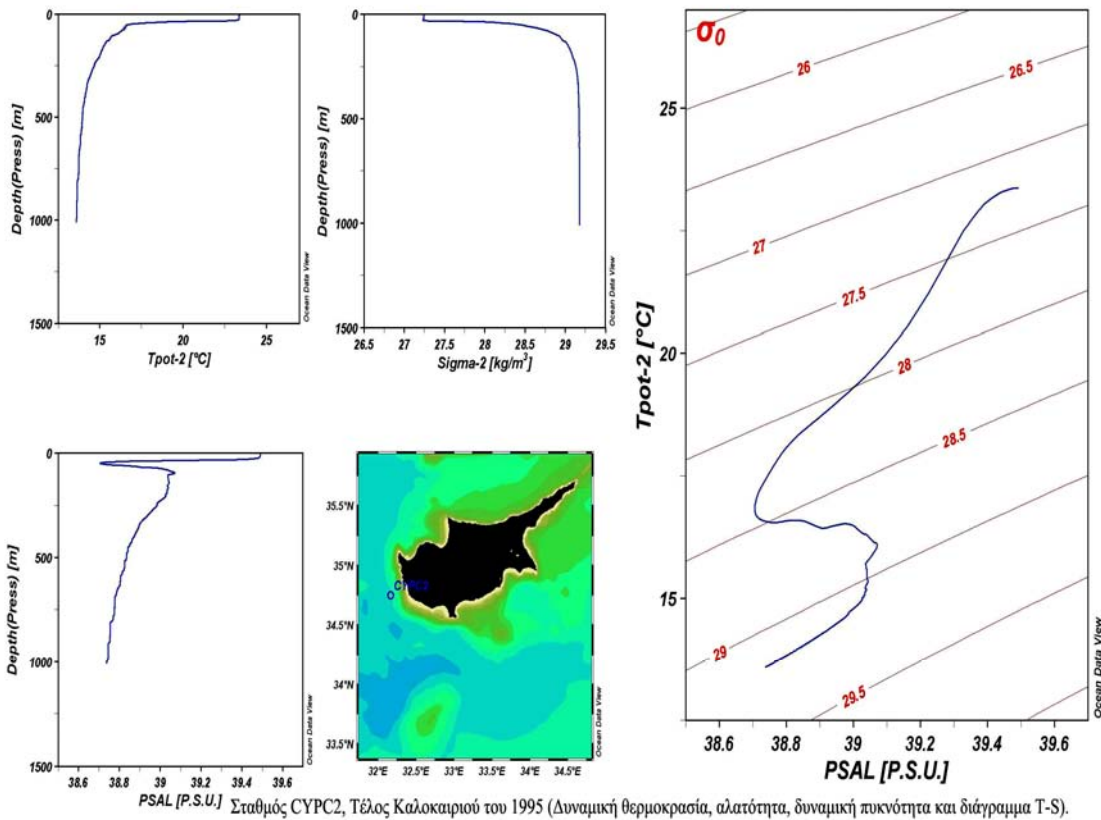 0
500
1000
1500
Depth(Press) [m]
15
20
25
Tpot-2 [°C]
Ocean Data View
0
500
1000
1500
Depth(Press) [m]
26.5
27
27.5
28
28.5
29
29.5
Sigma-2 [kg/m³]
Ocean Data View
σ₀
26
26.5
27
27.5
28
28.5
29
29.5
25
20
15
Tpot-2 [°C]
38.6
38.8
39
39.2
39.4
39.6
PSAL [P.S.U.]
Ocean Data View
0
500
1000
1500
Depth(Press) [m]
38.6
38.8
39
39.2
39.4
39.6
PSAL [P.S.U.]
Ocean Data View
35.5°N
35°N
34.5°N
34°N
33.5°N
CYPC2
32°E
32.5°E
33°E
33.5°E
34°E
34.5°E
Ocean Data View
Σταθμός CYPC2, Τέλος Καλοκαιριού του 1995 (Δυναμική θερμοκρασία, αλατότητα, δυναμική πυκνότητα και διάγραμμα T-S).